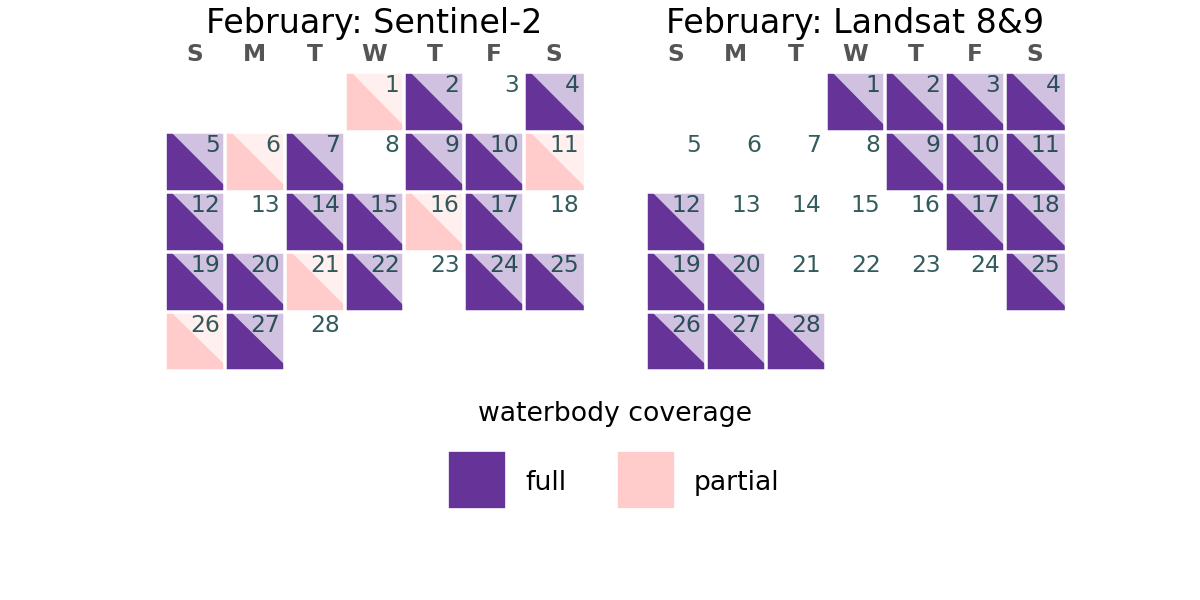 February: Sentinel-2
S M T W T F S
1 2 3 4
5 6 7 8 9 10 11
12 13 14 15 16 17 18
19 20 21 22 23 24 25
26 27 28
February: Landsat 8&9
S M T W T F S
1 2 3 4
5 6 7 8 9 10 11
12 13 14 15 16 17 18
19 20 21 22 23 24 25
26 27 28
waterbody coverage
full partial